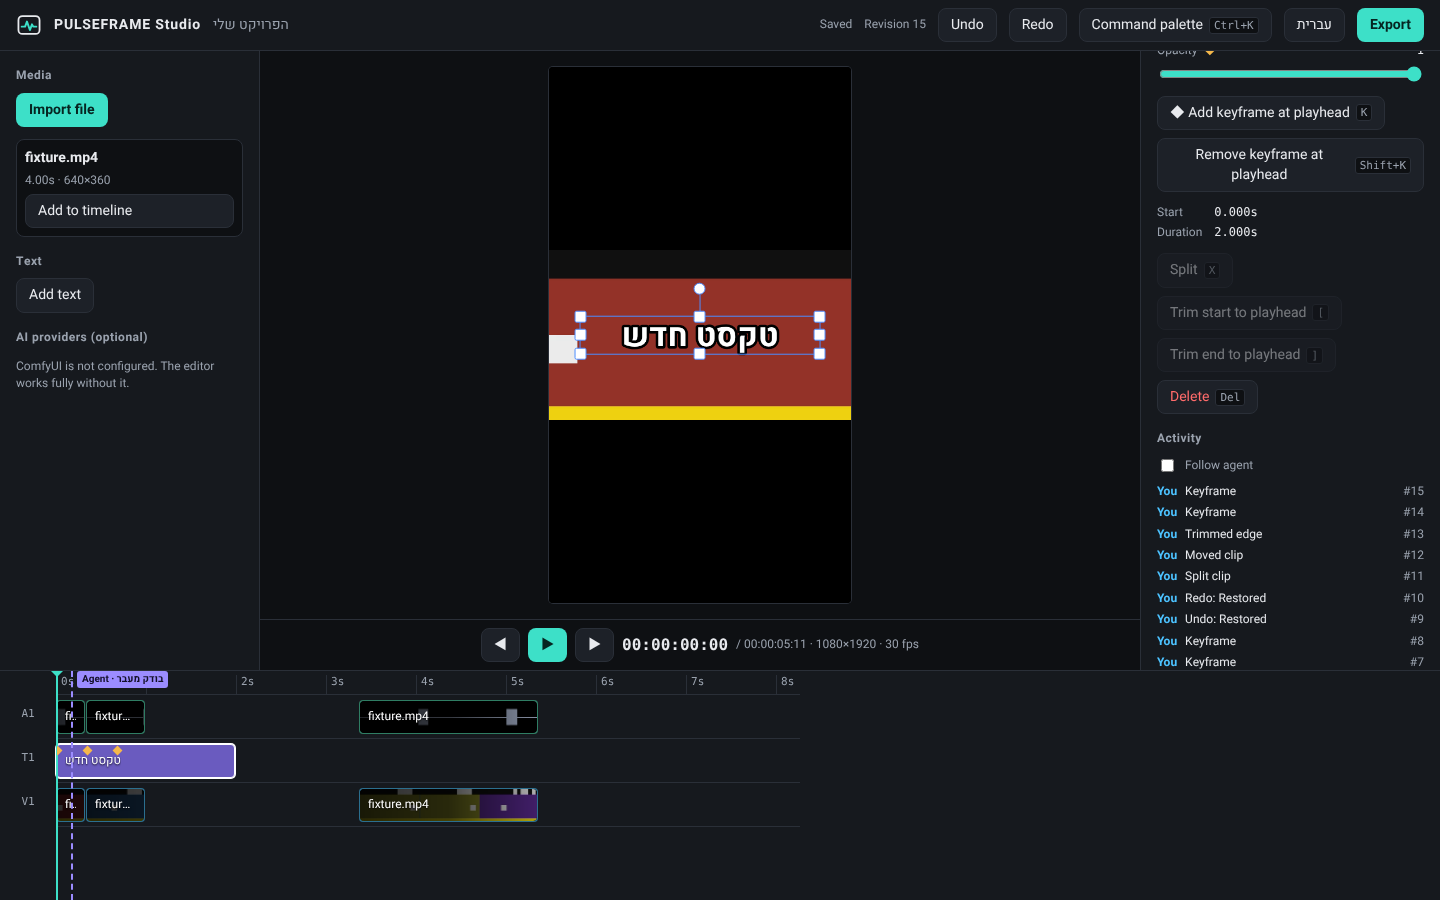 PULSEFRAME Studio הפרויקט שלי Saved Revision 15 Undo Redo Command palette Ctrl+K עברית Export
Media
Import file
fixture.mp4
4.00s · 640×360
Add to timeline
Text
Add text
AI providers (optional)
ComfyUI is not configured. The editor
works fully without it.
טקסט חדש
00:00:00:00 / 00:00:05:11 · 1080×1920 · 30 fps
Opacity 1
Add keyframe at playhead K
Remove keyframe at
playhead Shift+K
Start 0.000s
Duration 2.000s
Split X
Trim start to playhead [
Trim end to playhead ]
Delete Del
Activity
Follow agent
You Keyframe #15
You Keyframe #14
You Trimmed edge #13
You Moved clip #12
You Split clip #11
You Redo: Restored #10
You Undo: Restored #9
You Keyframe #8
You Keyframe #7
0s Agent · בודק מעבר 2s 3s 4s 5s 6s 7s 8s
A1 fi.. fixtur... fixture.mp4
T1 טקסט חדש
V1 fi.. fixtur... fixture.mp4